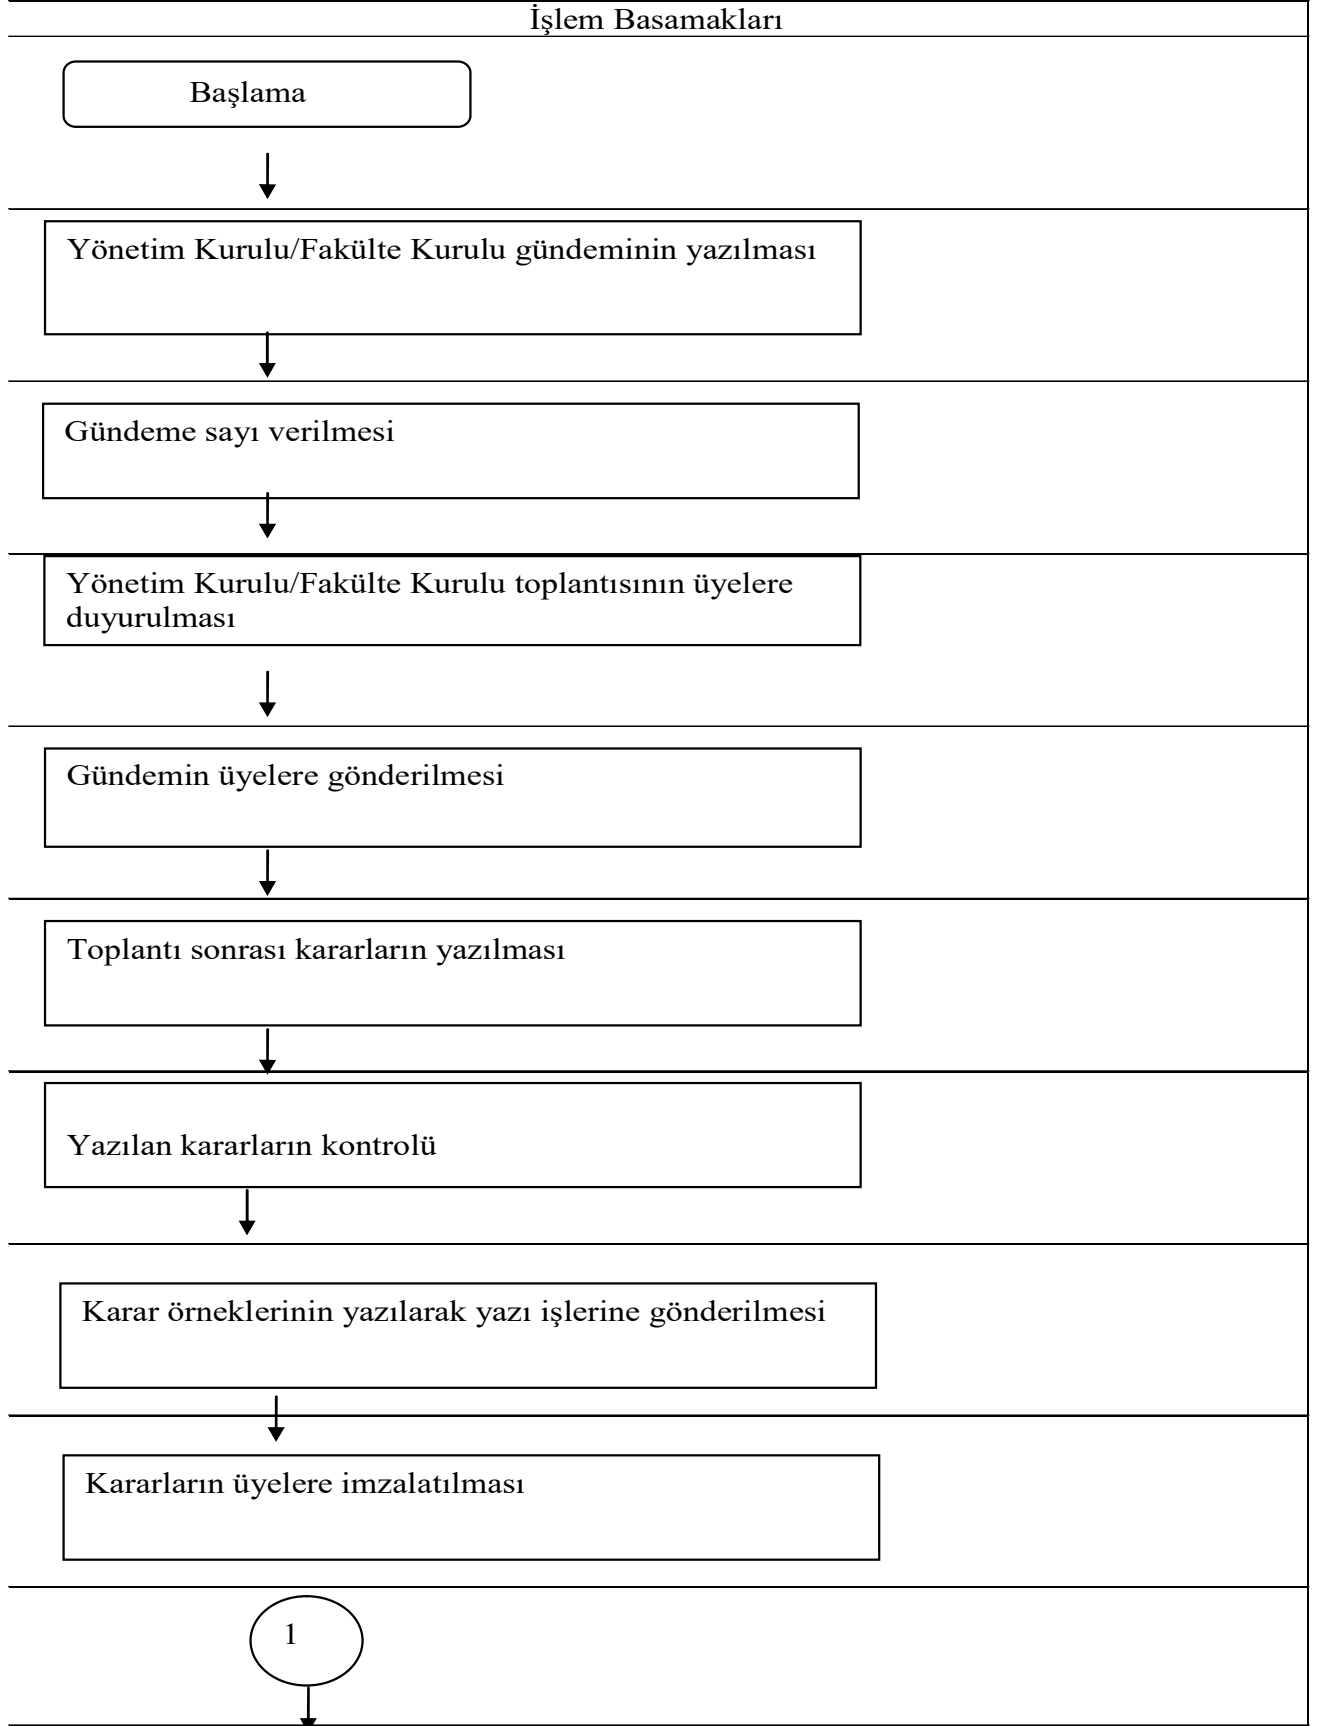 İşlem Basamakları
Başlama
Yönetim Kurulu/Fakülte Kurulu gündeminin yazılması
Gündeme sayı verilmesi
Yönetim Kurulu/Fakülte Kurulu toplantısının üyelere
duyurulması
Gündemin üyelere gönderilmesi
Toplantı sonrası kararların yazılması
Yazılan kararların kontrolü
Karar örneklerinin yazılarak yazı işlerine gönderilmesi
Kararların üyelere imzalatılması
1